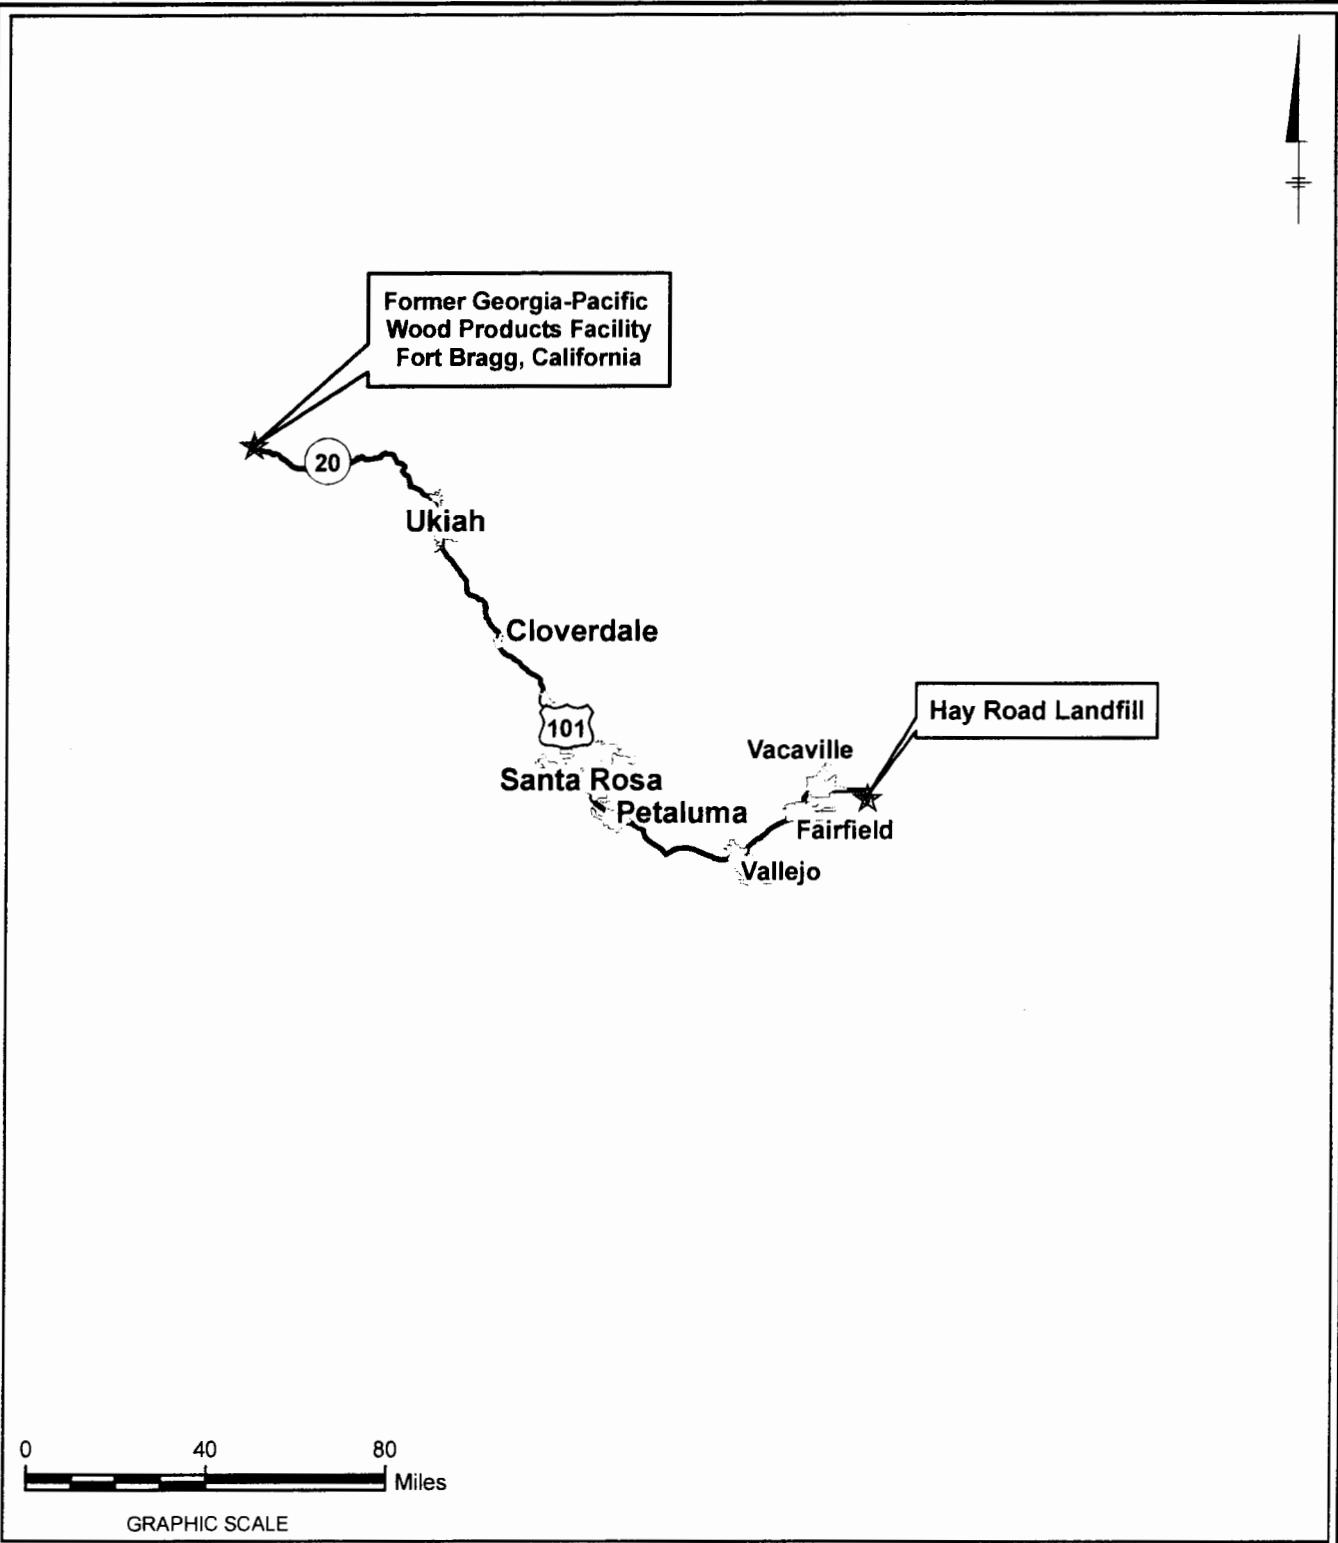 Former Georgia-Pacific
Wood Products Facility
Fort Bragg, California
20
Ukiah
Cloverdale
101
Hay Road Landfill
Vacaville
Santa Rosa
Petaluma
Fairfield
Vallejo
0 40 80
Miles
GRAPHIC SCALE